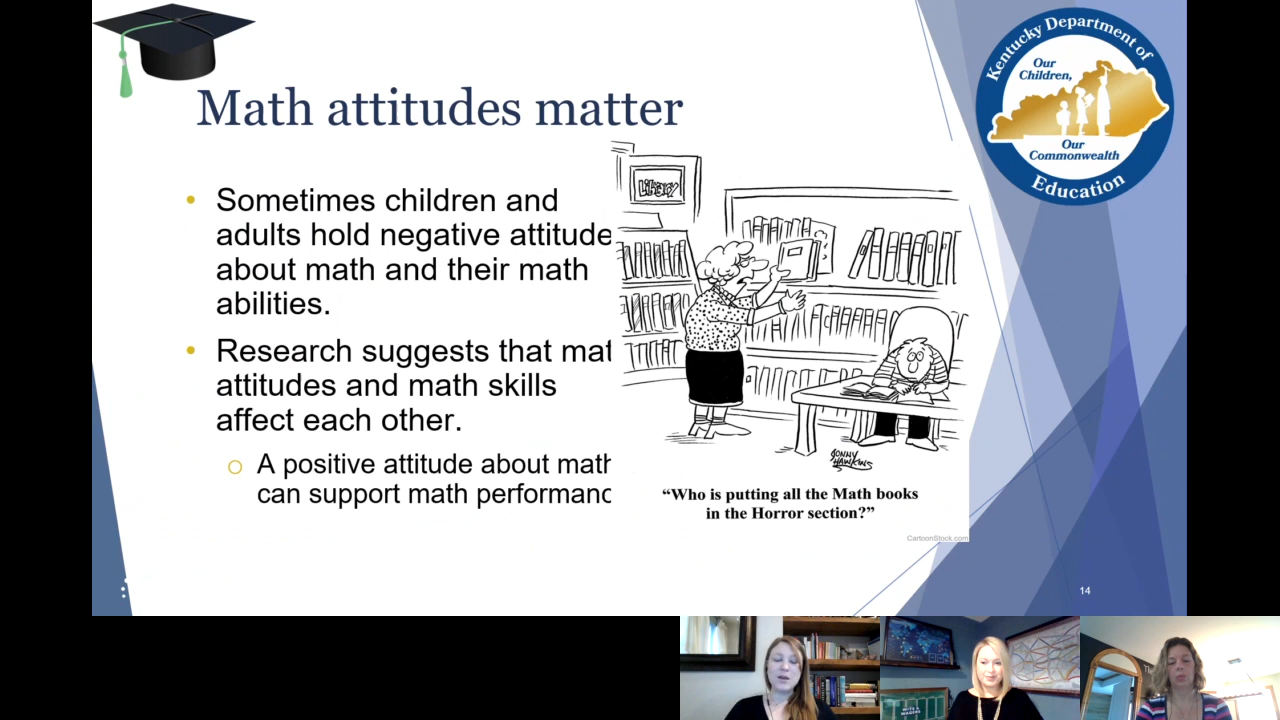 Math attitudes matter
Kentucky Department of
Our
Children,
Our
Commonwealth
Education
Sometimes children and
adults hold negative attitude
about math and their math
abilities.
Research suggests that mat
attitudes and math skills
affect each other.
A positive attitude about math
can support math performanc
Library
JONNY
HAWKINS
“Who is putting all the Math books
in the Horror section?”
CartoonStock.com
14